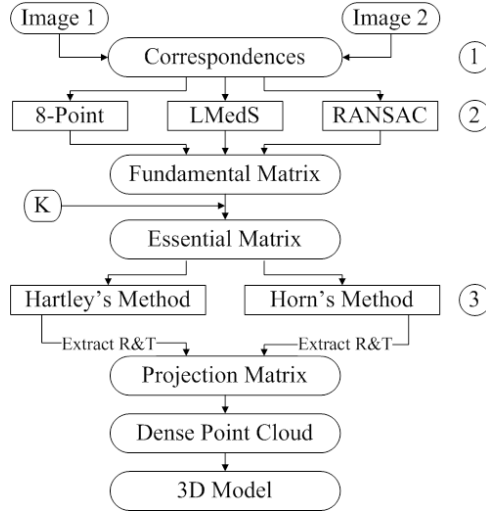 Image 1
Image 2
Correspondences
1
8-Point
LMedS
RANSAC
2
Fundamental Matrix
K
Essential Matrix
Hartley's Method
Horn's Method
3
Extract R&T
Extract R&T
Projection Matrix
Dense Point Cloud
3D Model